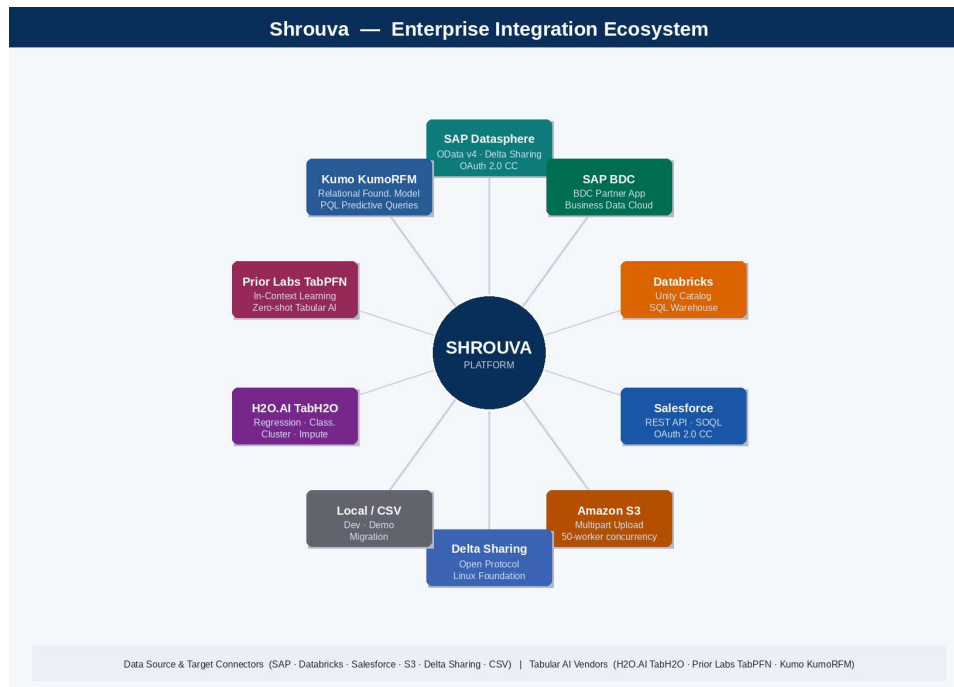 Shrouva — Enterprise Integration Ecosystem
SAP Datasphere
OData v4 · Delta Sharing
OAuth 2.0 CC
Kumo KumoRFM
Relational Found. Model
PQL Predictive Queries
SAP BDC
BDC Partner App
Business Data Cloud
Prior Labs TabPFN
In-Context Learning
Zero-shot Tabular AI
Databricks
Unity Catalog
SQL Warehouse
SHROUVA
PLATFORM
H2O.AI TabH2O
Regression · Class.
Cluster · Impute
Salesforce
REST API · SOQL
OAuth 2.0 CC
Local / CSV
Dev · Demo
Migration
Amazon S3
Multipart Upload
50-worker concurrency
Delta Sharing
Open Protocol
Linux Foundation
Data Source & Target Connectors (SAP · Databricks · Salesforce · S3 · Delta Sharing · CSV) | Tabular AI Vendors (H2O.AI TabH2O · Prior Labs TabPFN · Kumo KumoRFM)